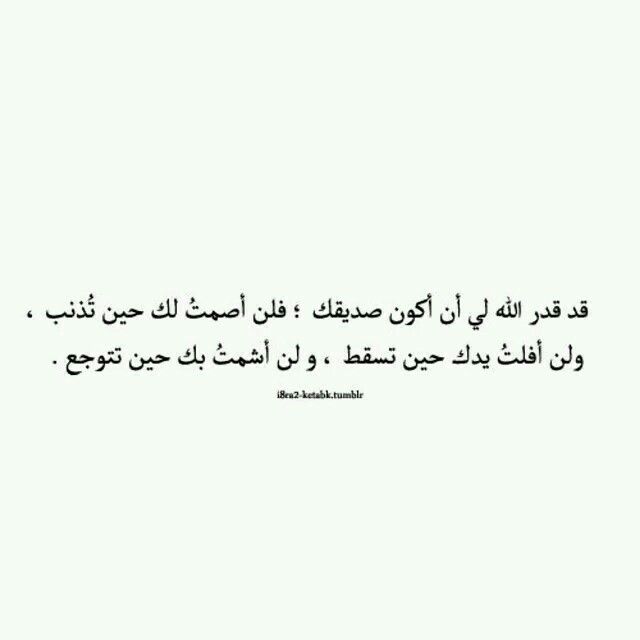 قد قدر الله لي أن أكون صديقك ؛ فلن أصمتُ لك حين تُذنب ،
ولن أفلتُ يدك حين تسقط ، و لن أشمتُ بك حين تتوجع .
i8ra2-ketabk.tumblr